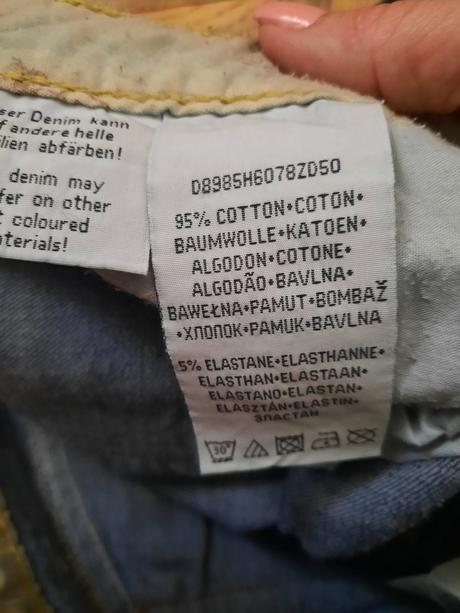 ser Denim kann
f andere helle
lien abfärben!
denim may
fer on other
t coloured
terials!
D8985H6078ZD50
95% COTTON•COTON•
BAUMWOLLE•KATOEN•
ALGODON•COTONE•
ALGODÃO•BAVLNA•
BAWEŁNA•PAMUT•BOMBAŽ
•ХЛОПОК•PAMUK•BAVLNA
5% ELASTANE•ELASTHANNE•
ELASTHAN•ELASTAAN•
ELASTANO•ELASTAN•
ELASZTÁN•ELASTIN•
ЭЛАСТАН
30°